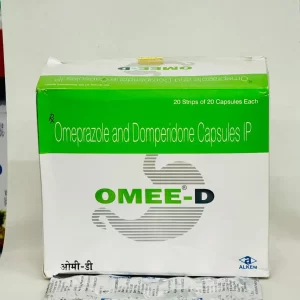 20 Strips of 20 Capsules Each
Omeprazole and Domperidone Capsules IP
OMEE®-D
ओमी-डी
a
ALKEM